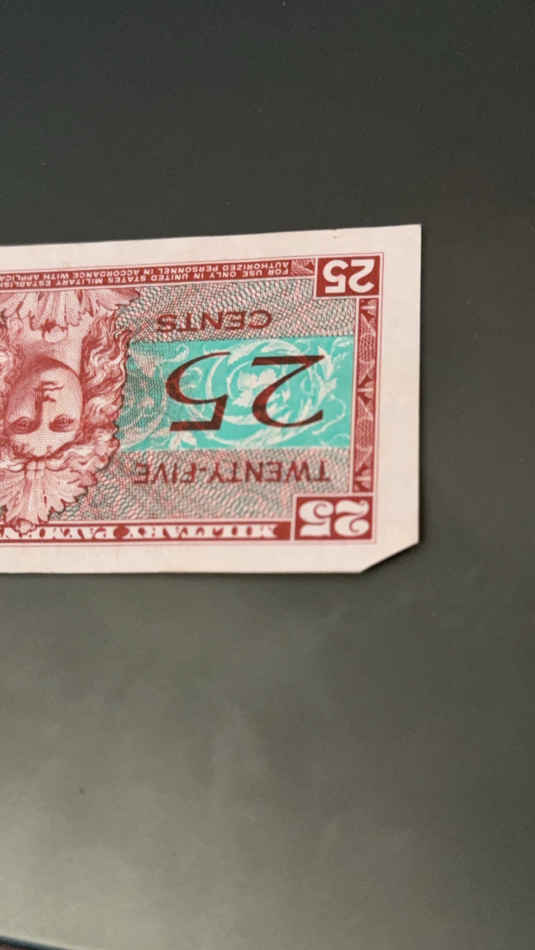 MILITARY PAYMEN
25
TWENTY-FIVE
25
CENTS
25
FOR USE ONLY IN UNITED STATES MILITARY ESTABLISH
AUTHORIZED PERSONNEL IN ACCORDANCE WITH APPLICA